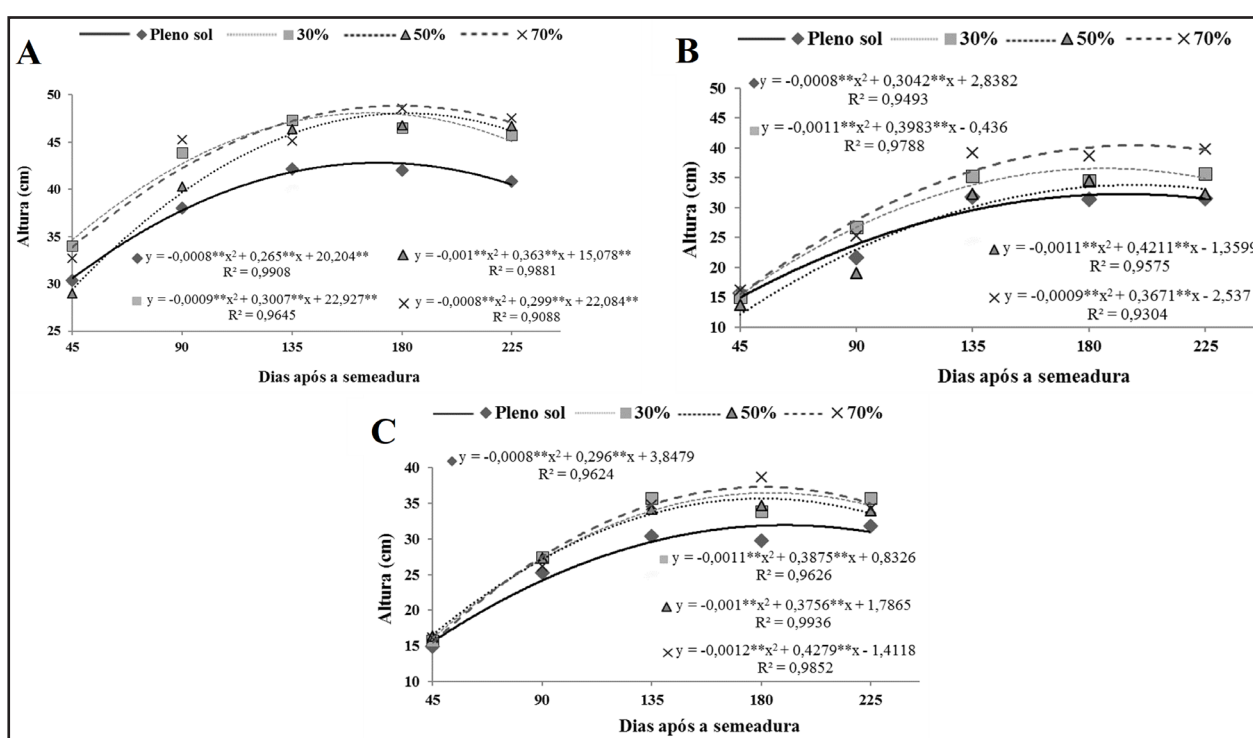 A
Pleno sol 30% 50% 70%
Altura (cm)
50
45
40
35
30
25
y = -0,0008**x² + 0,265**x + 20,204**
R² = 0,9908
y = -0,001**x² + 0,363**x + 15,078**
R² = 0,9881
y = -0,0009**x² + 0,3007**x + 22,927**
R² = 0,9645
y = -0,0008**x² + 0,299**x + 22,084**
R² = 0,9088
45 90 135 180 225
Dias após a semeadura
B
Pleno sol 30% 50% 70%
Altura (cm)
50
45
40
35
30
25
20
15
10
y = -0,0008**x² + 0,3042**x + 2,8382
R² = 0,9493
y = -0,0011**x² + 0,3983**x - 0,436
R² = 0,9788
y = -0,0011**x² + 0,4211**x - 1,3599
R² = 0,9575
y = -0,0009**x² + 0,3671**x - 2,537
R² = 0,9304
45 90 135 180 225
Dias após a semeadura
C
Pleno sol 30% 50% 70%
Altura (cm)
40
35
30
25
20
15
10
y = -0,0008**x² + 0,296**x + 3,8479
R² = 0,9624
y = -0,0011**x² + 0,3875**x + 0,8326
R² = 0,9626
y = -0,001**x² + 0,3756**x + 1,7865
R² = 0,9936
y = -0,0012**x² + 0,4279**x - 1,4118
R² = 0,9852
45 90 135 180 225
Dias após a semeadura